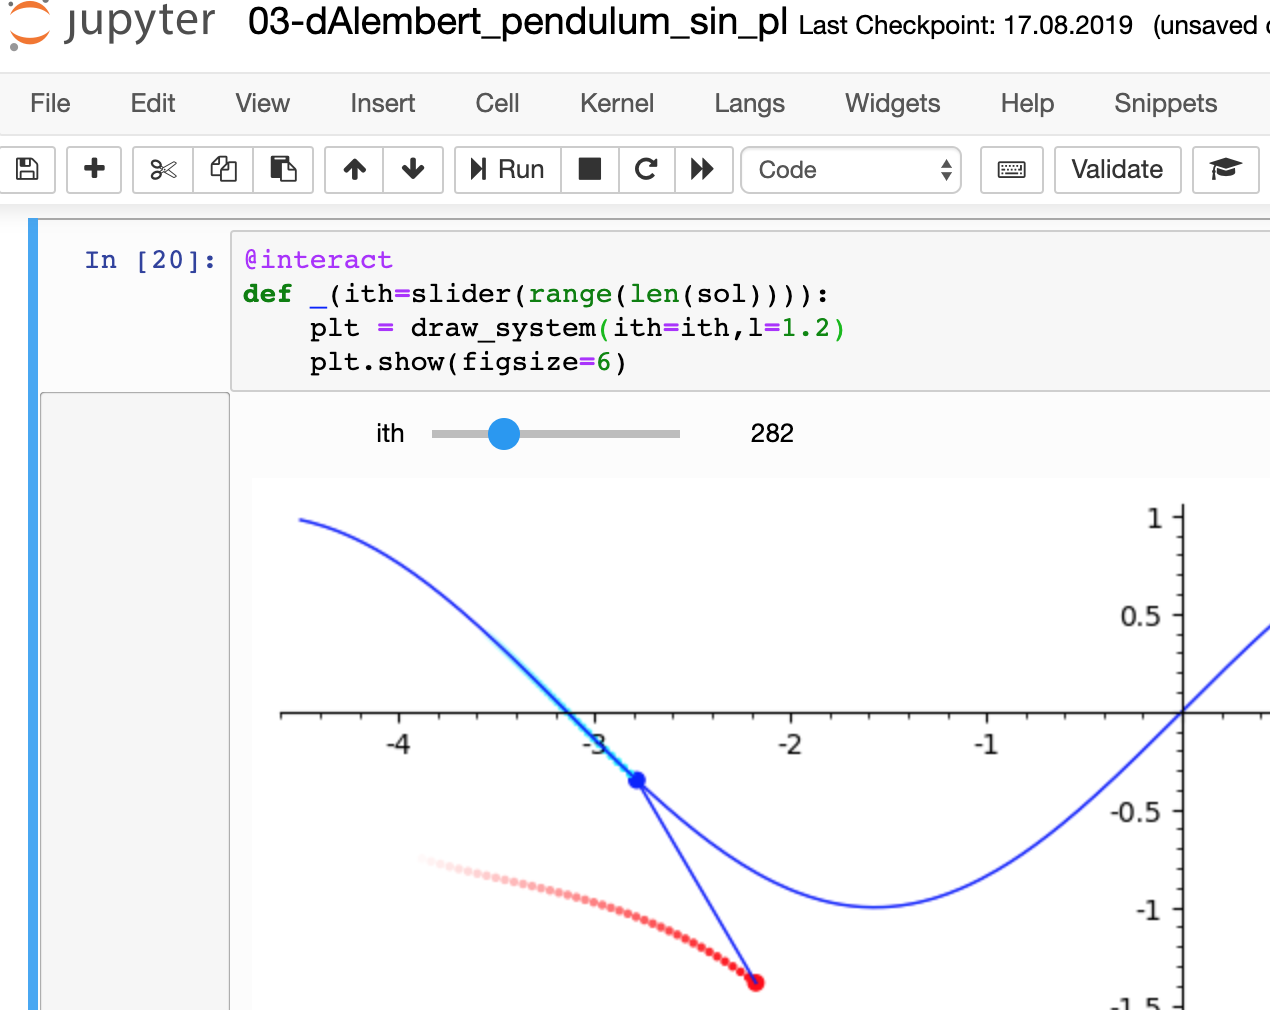 jupyter 03-dAlembert_pendulum_sin_pl Last Checkpoint: 17.08.2019 (unsaved
File Edit View Insert Cell Kernel Langs Widgets Help Snippets
Run Code Validate
In [20]: @interact
def _(ith=slider(range(len(sol)))):
    plt = draw_system(ith=ith,l=1.2)
    plt.show(figsize=6)
ith 282
1
0.5
-4 -3 -2 -1
-0.5
-1
-1.5